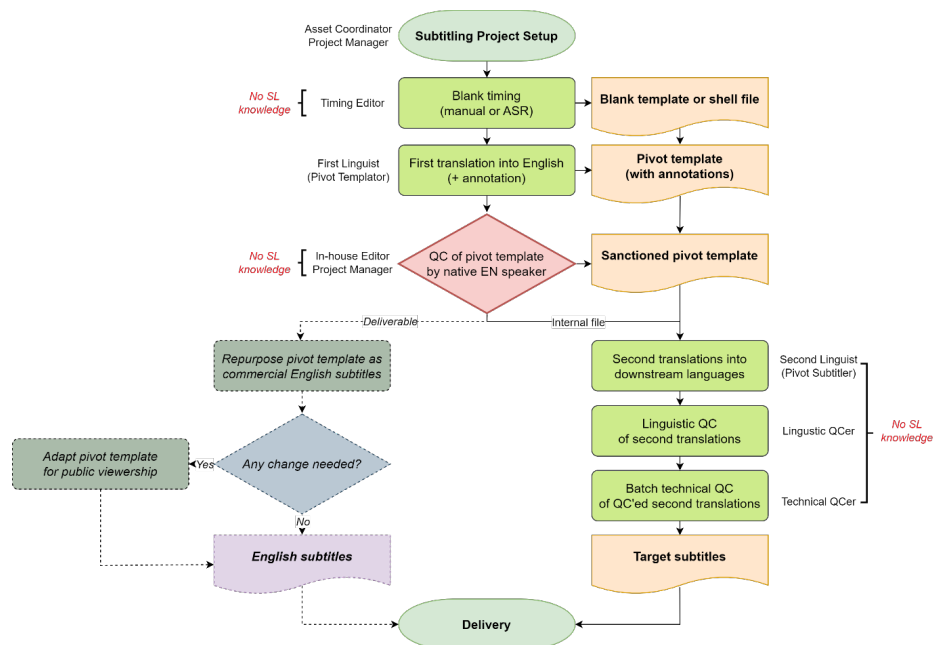 Asset Coordinator
Project Manager
Subtitling Project Setup
No SL
knowledge
Timing Editor
Blank timing
(manual or ASR)
Blank template or shell file
First Linguist
(Pivot Templator)
First translation into English
(+ annotation)
Pivot template
(with annotations)
No SL
knowledge
In-house Editor
Project Manager
QC of pivot template
by native EN speaker
Sanctioned pivot template
Deliverable
Internal file
Repurpose pivot template as
commercial English subtitles
Second translations into
downstream languages
Second Linguist
(Pivot Subtitler)
Linguistic QC
of second translations
Lingustic QCer
No SL
knowledge
Adapt pivot template
for public viewership
Yes
Any change needed?
Batch technical QC
of QC'ed second translations
Technical QCer
No
English subtitles
Target subtitles
Delivery